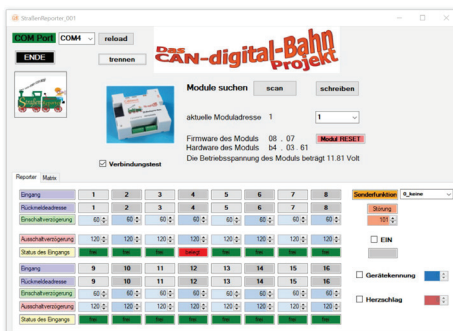 StraßenReporter_001
COM Port COM4 reload
ENDE trennen
Das
CAN-digital-Bahn
Projekt
Module suchen scan schreiben
aktuelle Moduladresse 1 1
Firmware des Moduls 08 . 07 Modul RESET
Hardware des Moduls b4 . 03 . 61
Die Betriebsspannung des Moduls beträgt 11.81 Volt
Verbindungstest
Reporter Matrix
Eingang 1 2 3 4 5 6 7 8 Sonderfunktion 0_keine
Rückmeldeadresse 1 2 3 4 5 6 7 8 Störung
Einschaltverzögerung 60 60 60 60 60 60 60 60 101
Ausschaltverzögerung 120 120 120 120 120 120 120 120 EIN
Status des Eingangs frei frei frei belegt frei frei frei frei
Eingang 9 10 11 12 13 14 15 16
Rückmeldeadresse 9 10 11 12 13 14 15 16 Gerätekennung
Einschaltverzögerung 60 60 60 60 60 60 60 60
Ausschaltverzögerung 120 120 120 120 120 120 120 120 Herzschlag
Status des Eingangs frei frei frei frei frei frei frei frei